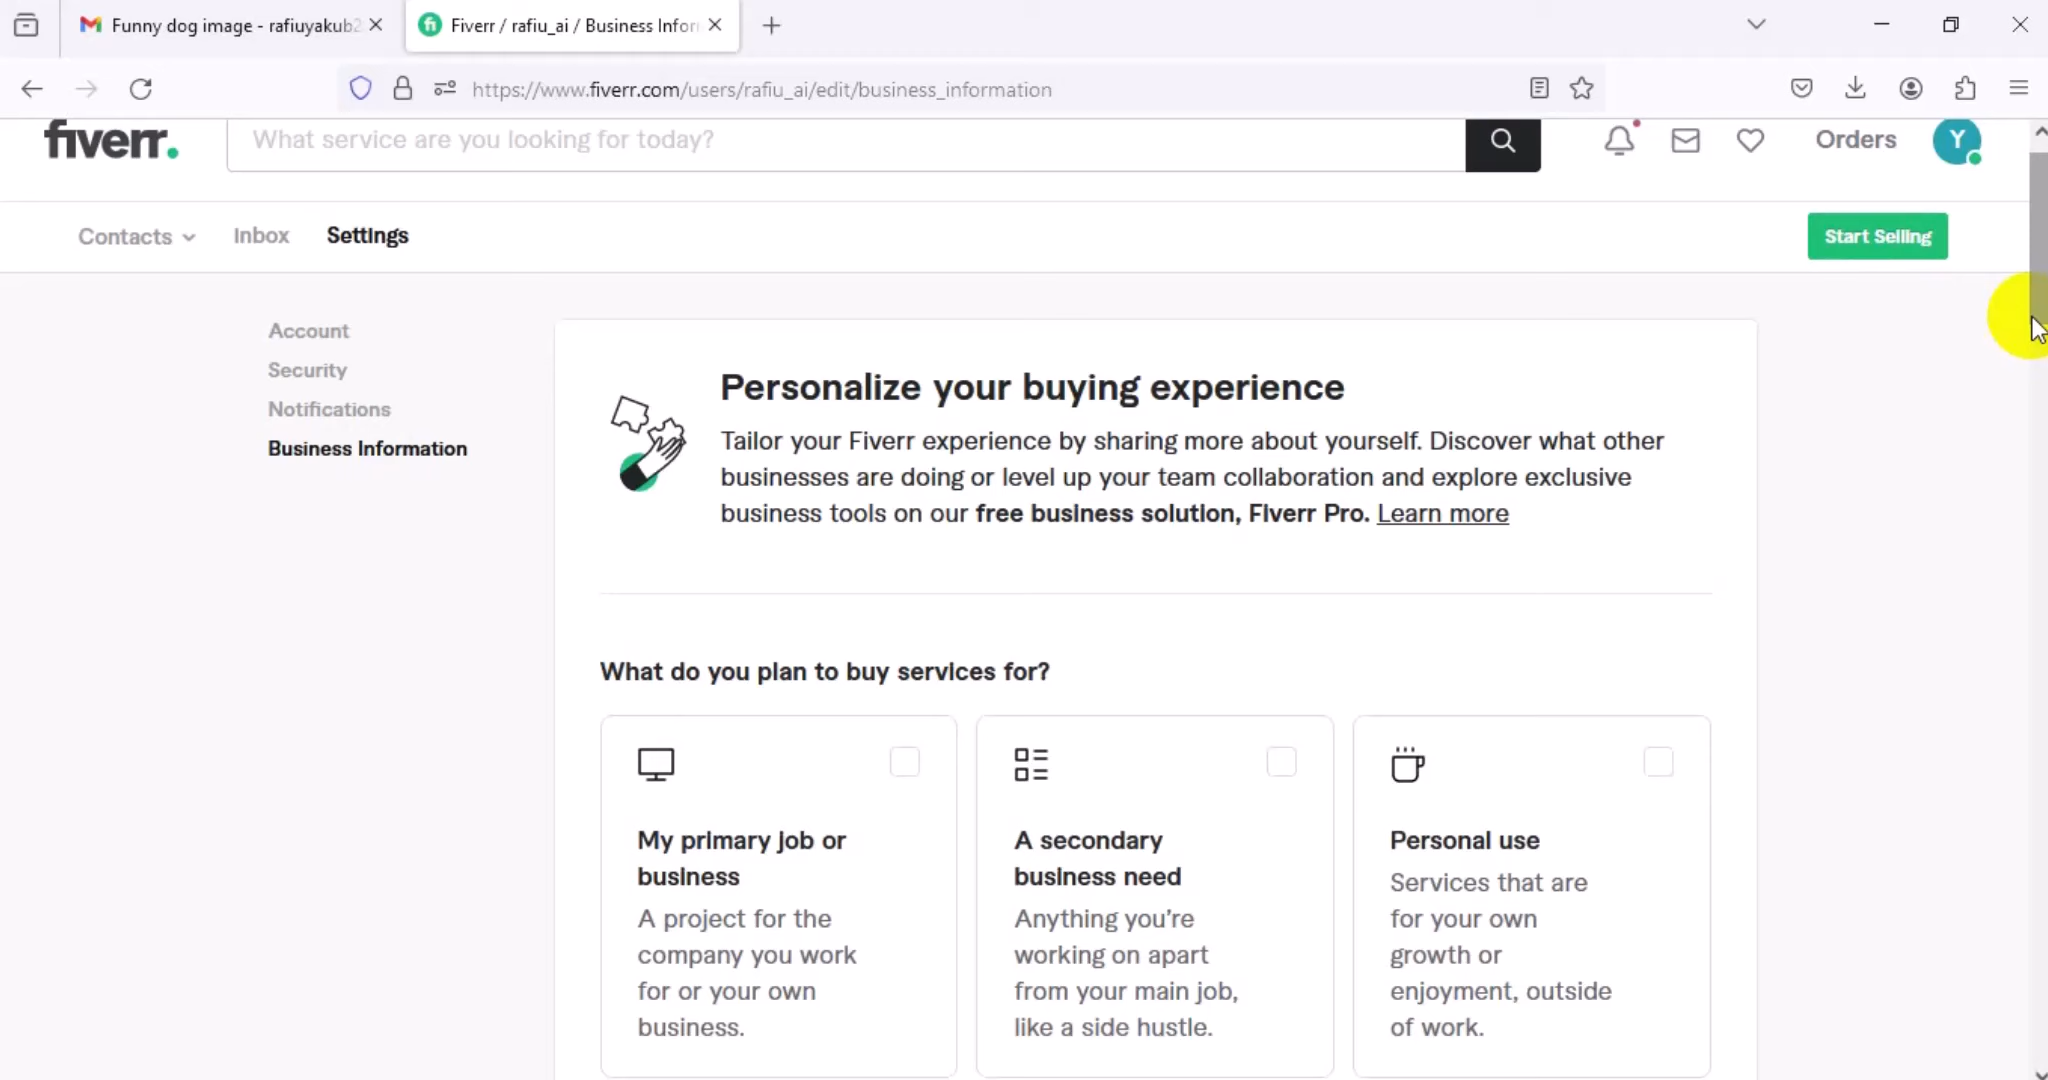 Funny dog image - rafiuyakub2
Fiverr / rafiu_ai / Business Infor
https://www.fiverr.com/users/rafiu_ai/edit/business_information
fiverr.
What service are you looking for today?
Orders
Y
Contacts
Inbox
Settings
Start Selling
Account
Security
Notifications
Business Information
Personalize your buying experience
Tailor your Fiverr experience by sharing more about yourself. Discover what other
businesses are doing or level up your team collaboration and explore exclusive
business tools on our free business solution, Fiverr Pro. Learn more
What do you plan to buy services for?
My primary job or
business
A project for the
company you work
for or your own
business.
A secondary
business need
Anything you're
working on apart
from your main job,
like a side hustle.
Personal use
Services that are
for your own
growth or
enjoyment, outside
of work.